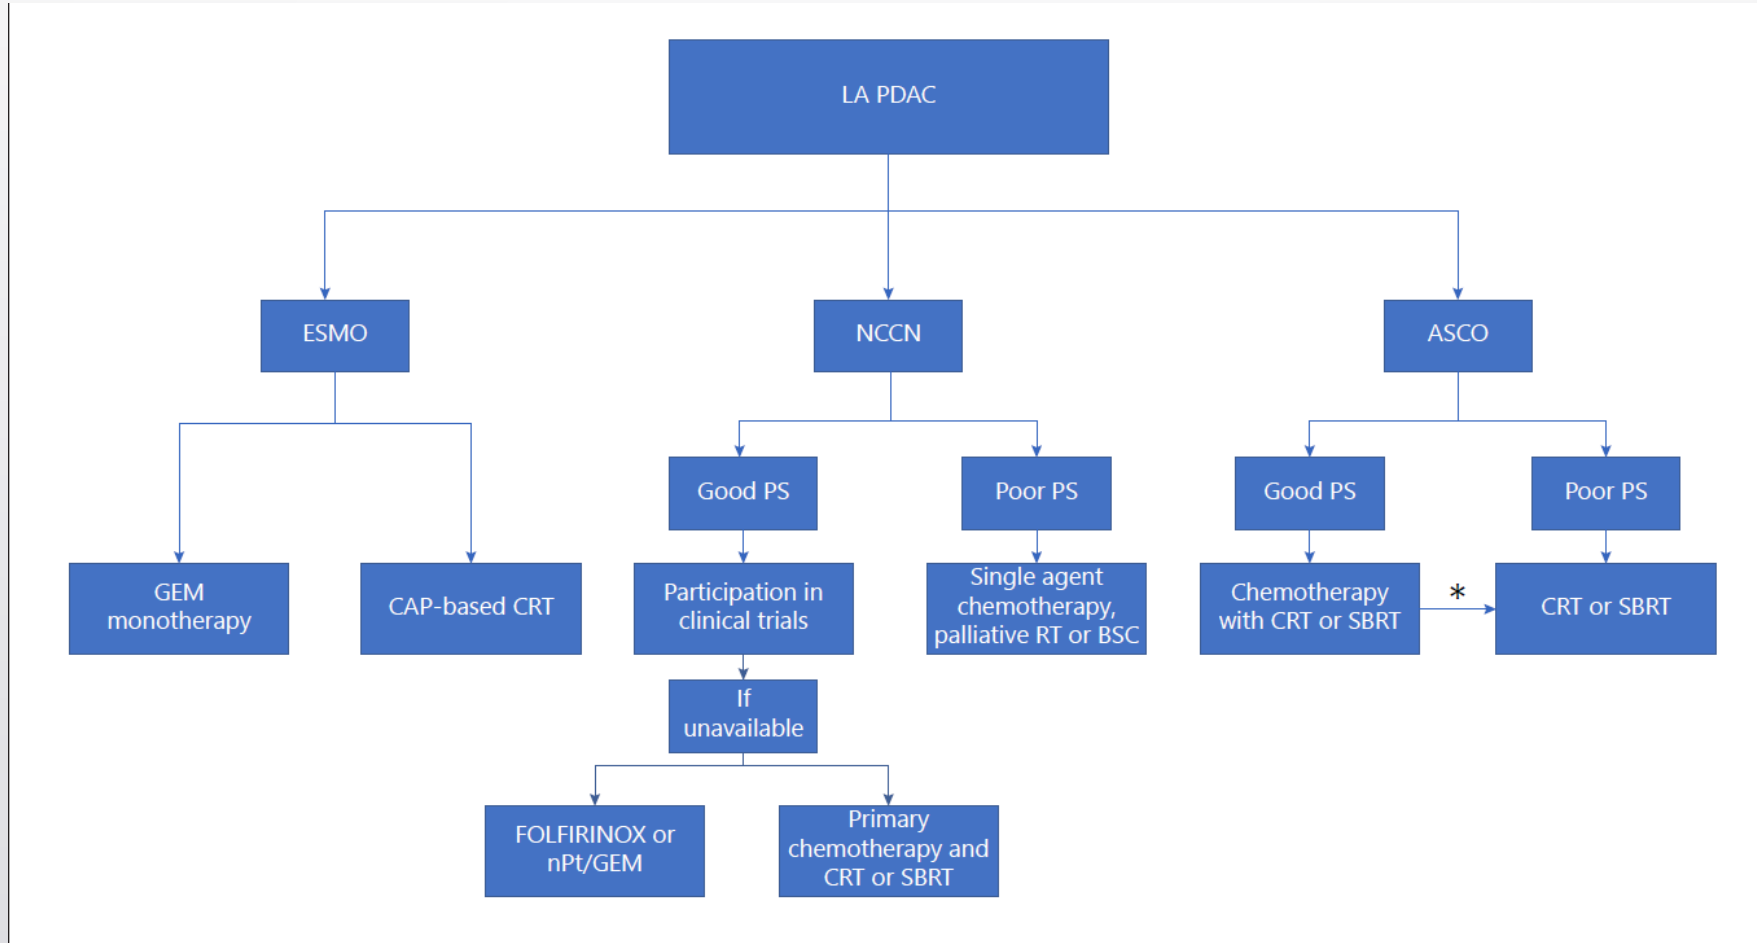 LA PDAC
ESMO
NCCN
ASCO
Good PS
Poor PS
Good PS
Poor PS
GEM
monotherapy
CAP-based CRT
Participation in
clinical trials
Single agent
chemotherapy,
palliative RT or BSC
Chemotherapy
with CRT or SBRT
*
CRT or SBRT
If
unavailable
FOLFIRINOX or
nPt/GEM
Primary
chemotherapy and
CRT or SBRT